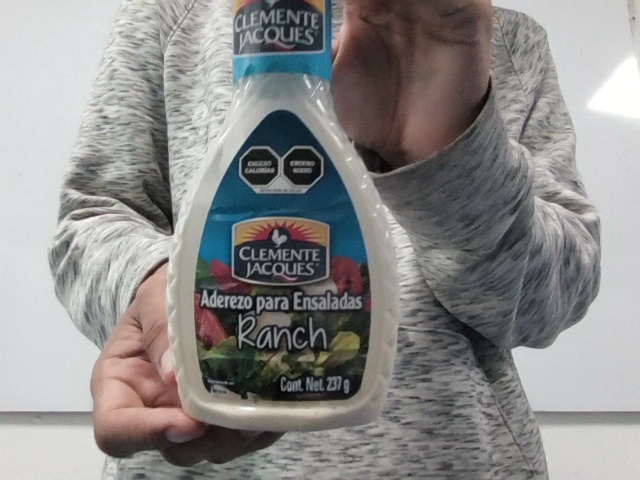 CLEMENTE
JACQUES
EXCESO
CALORÍAS
EXCESO
SODIO
CLEMENTE
JACQUES
Aderezo para Ensaladas
Ranch
Cont. Net. 237 g